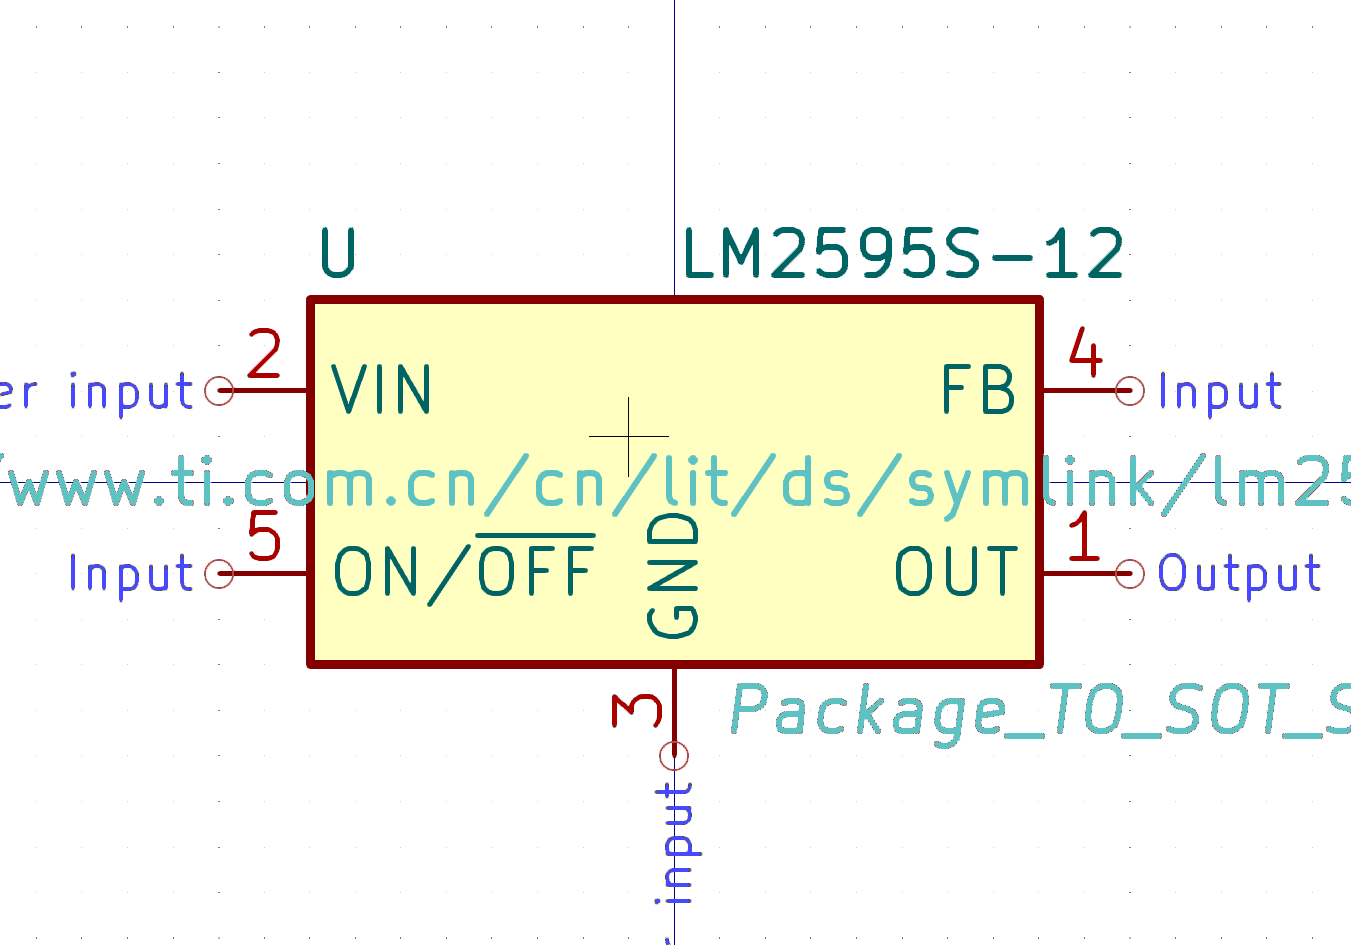 U LM2595S-12
2 4
er input VIN FB Input
/www.ti.com.cn/cn/lit/ds/symlink/lm25
5 1
Input ON/OFF GND OUT Output
3 Package_TO_SOT_S
input